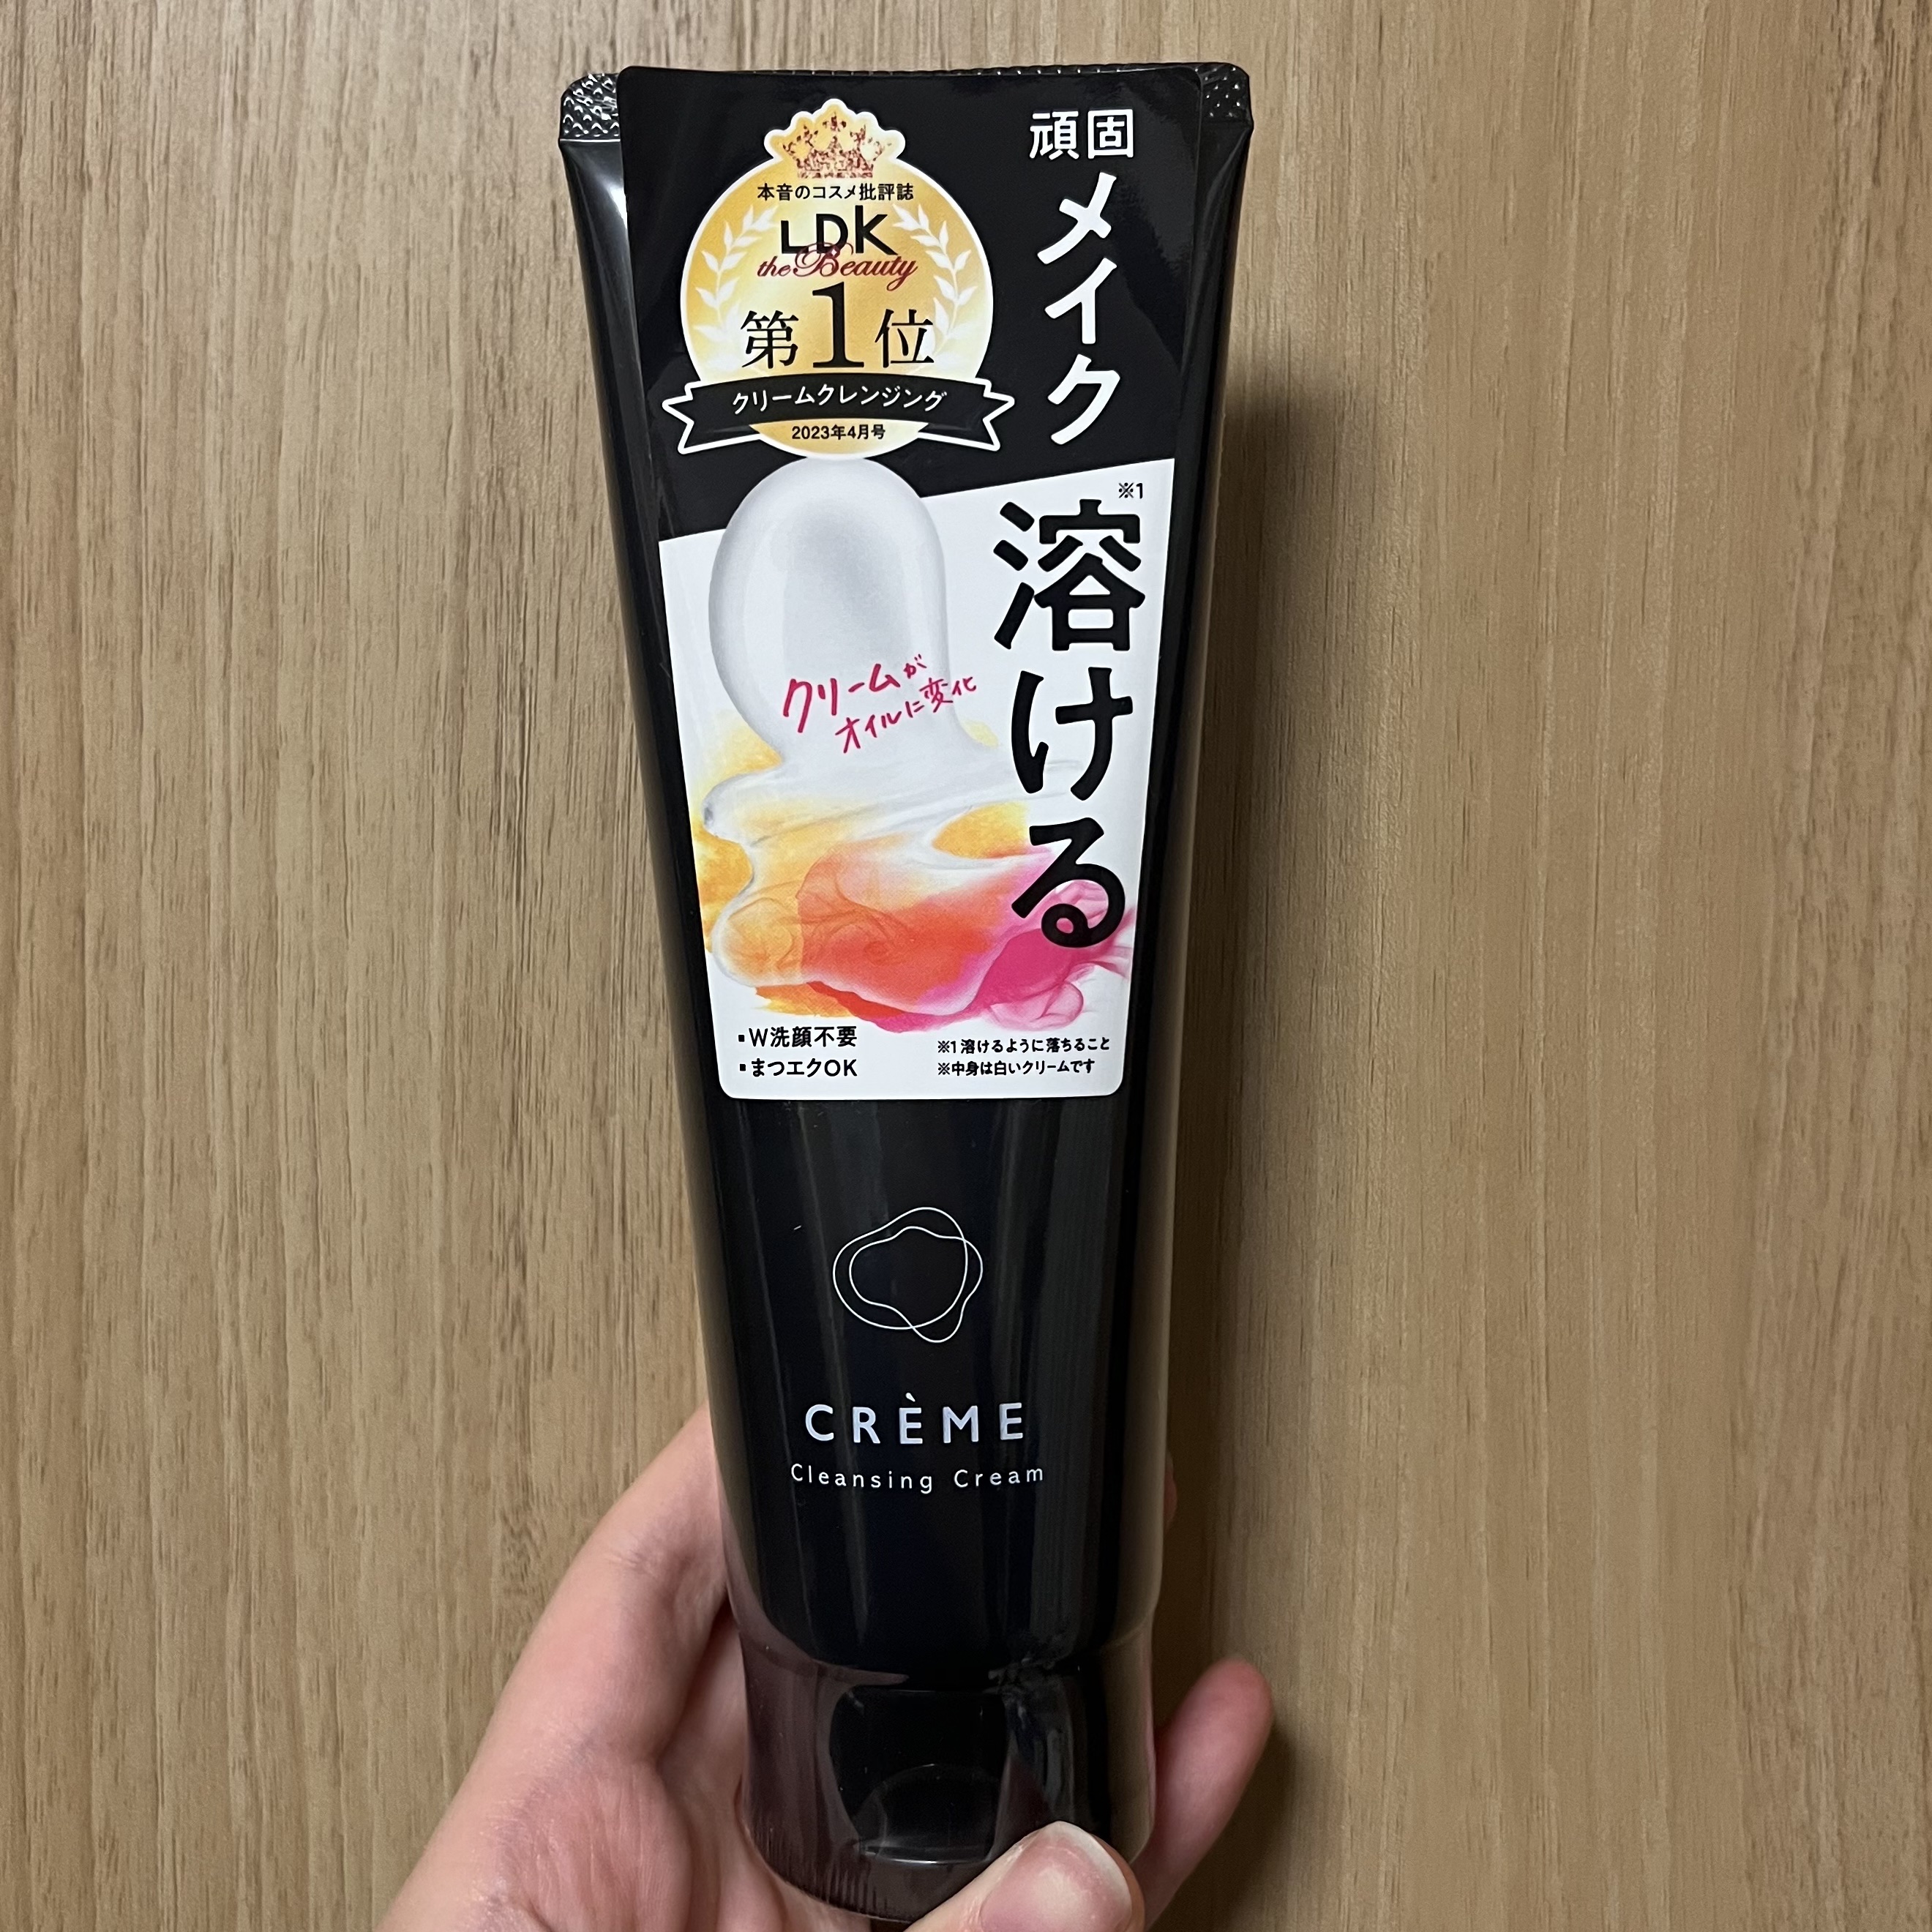 本音のコスメ批評誌
LDK
the Beauty
第1位
クリームクレンジング
2023年4月号
頑固
メイク
溶ける
※1
クリームが
オイルに変化
▪W洗顔不要
▪まつエクOK
※1 溶けるように落ちること
※中身は白いクリームです
CRÈME
Cleansing Cream